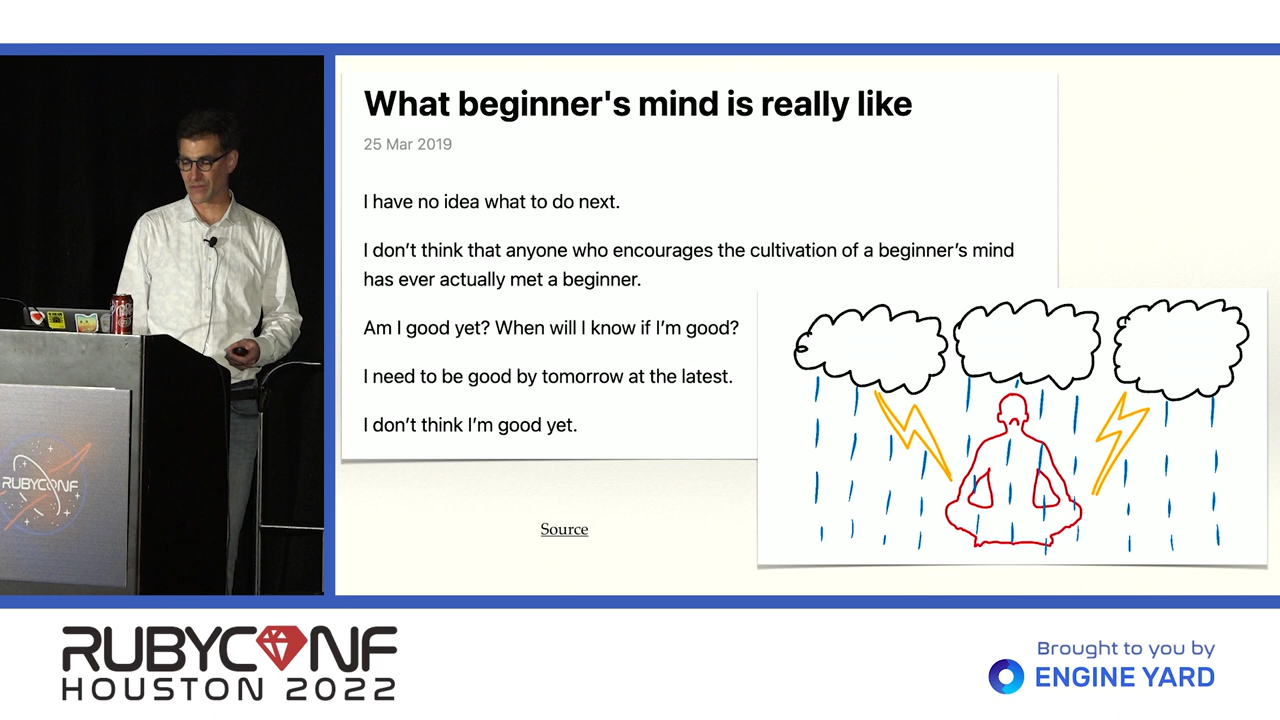 What beginner's mind is really like
25 Mar 2019
I have no idea what to do next.
I don't think that anyone who encourages the cultivation of a beginner's mind
has ever actually met a beginner.
Am I good yet? When will I know if I'm good?
I need to be good by tomorrow at the latest.
I don't think I'm good yet.
Source
RUBYCONF
RUBYCONF
HOUSTON 2022
Brought to you by
ENGINE YARD